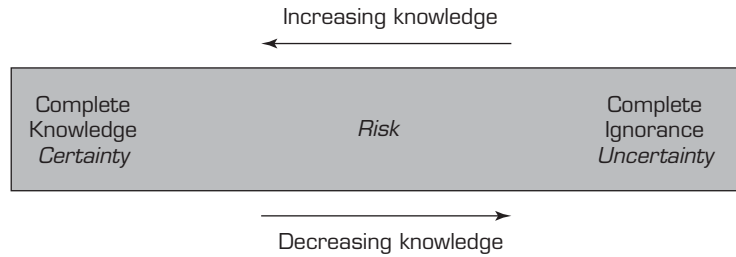 Increasing knowledge
Complete
Knowledge
Certainty
Risk
Complete
Ignorance
Uncertainty
Decreasing knowledge